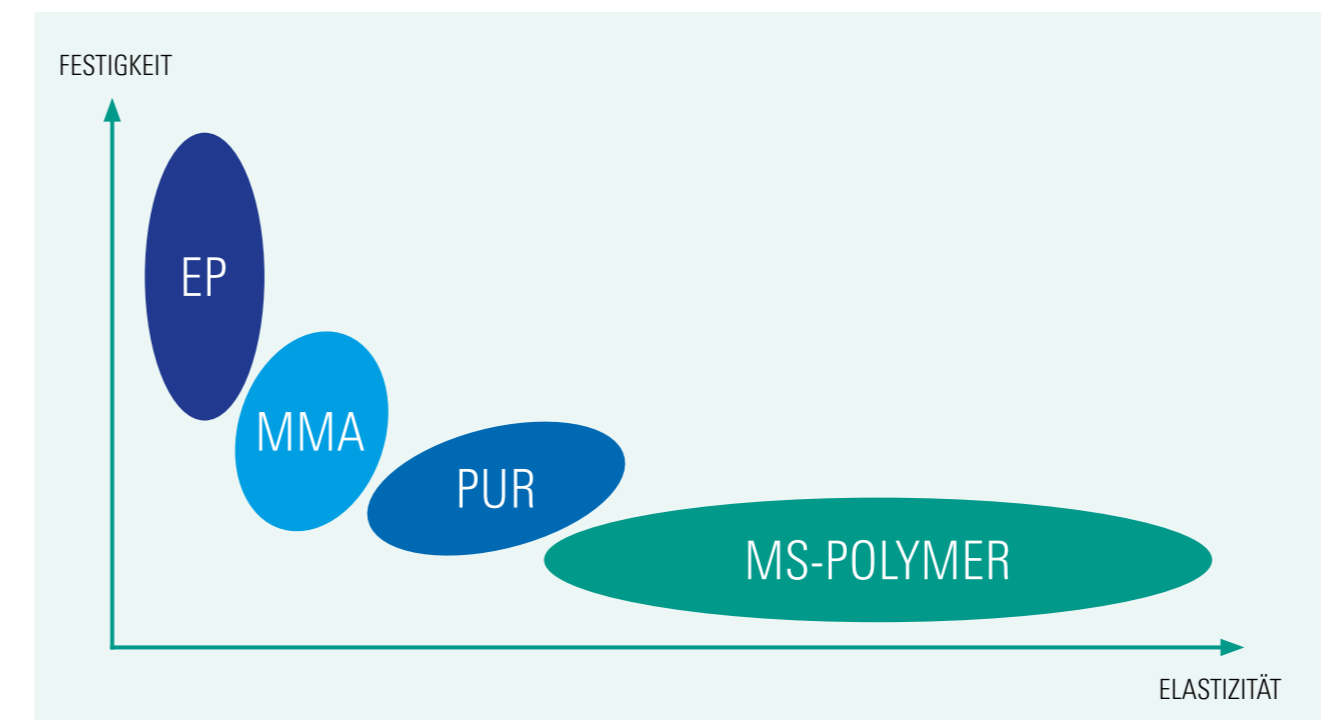 FESTIGKEIT
EP
MMA
PUR
MS-POLYMER
ELASTIZITÄT